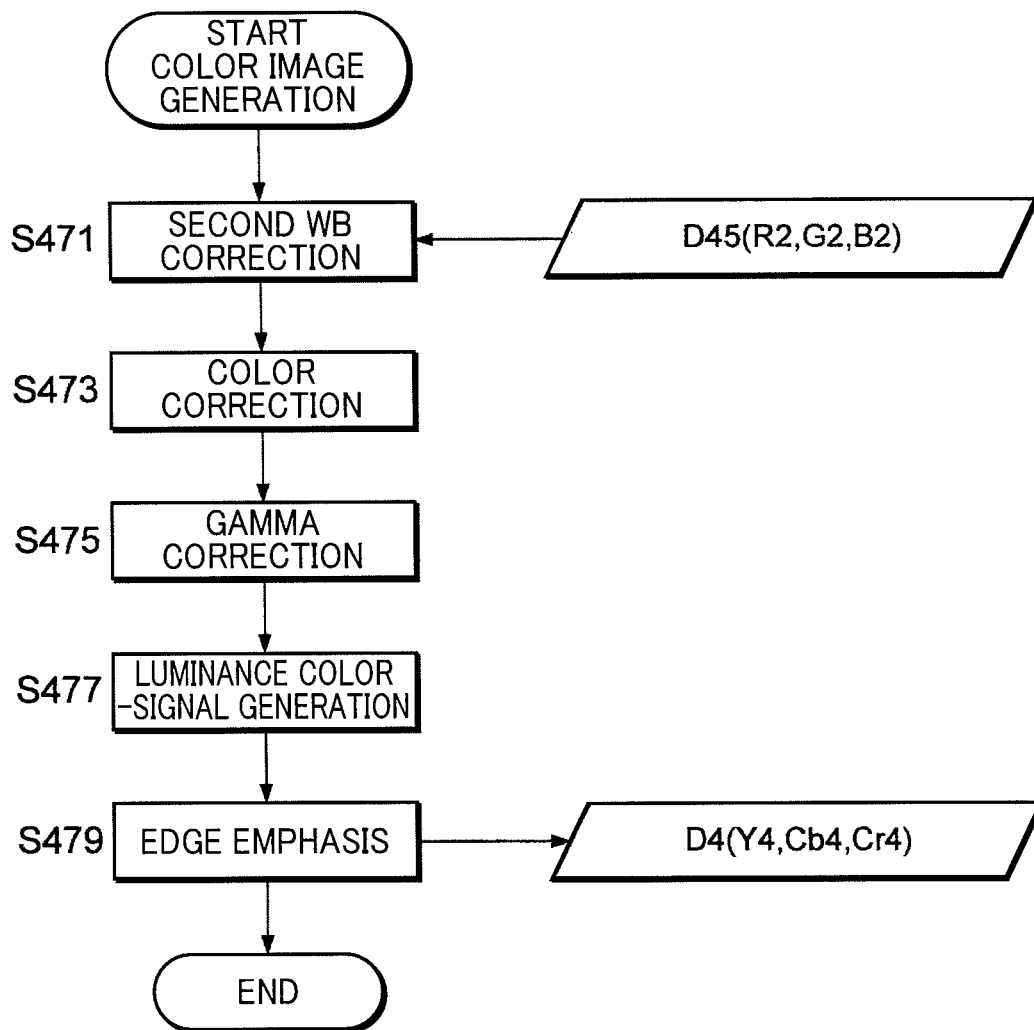 START
COLOR IMAGE
GENERATION
S471
SECOND WB
CORRECTION
D45(R2,G2,B2)
S473
COLOR
CORRECTION
S475
GAMMA
CORRECTION
S477
LUMINANCE COLOR
-SIGNAL GENERATION
S479
EDGE EMPHASIS
D4(Y4,Cb4,Cr4)
END